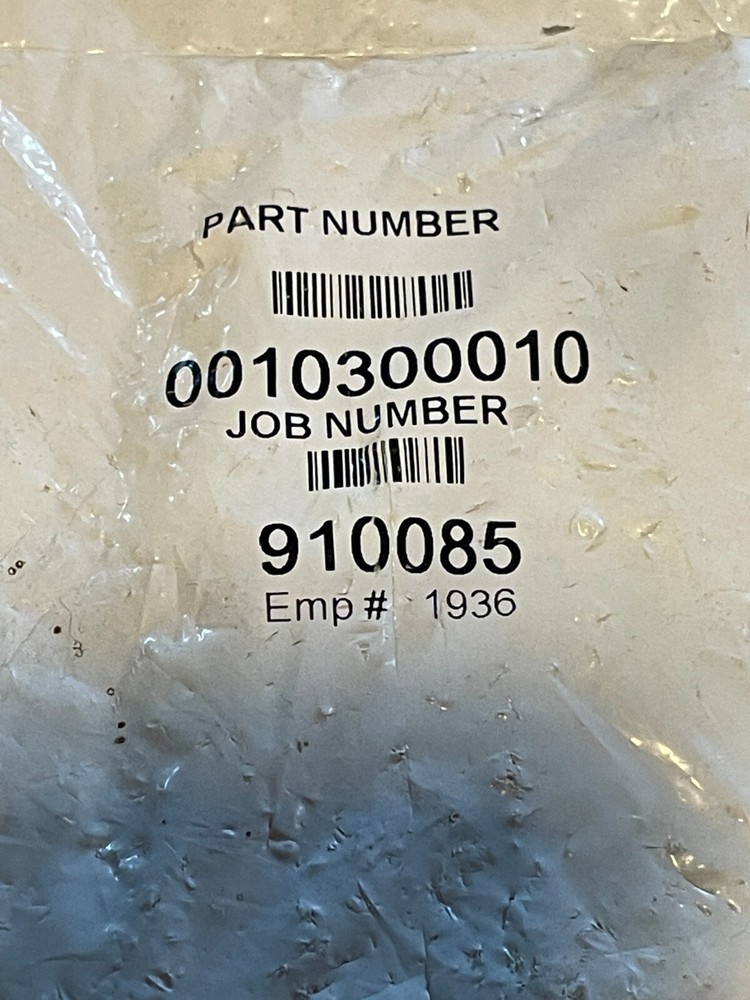 PART NUMBER
0010300010
JOB NUMBER
910085
Emp # 1936